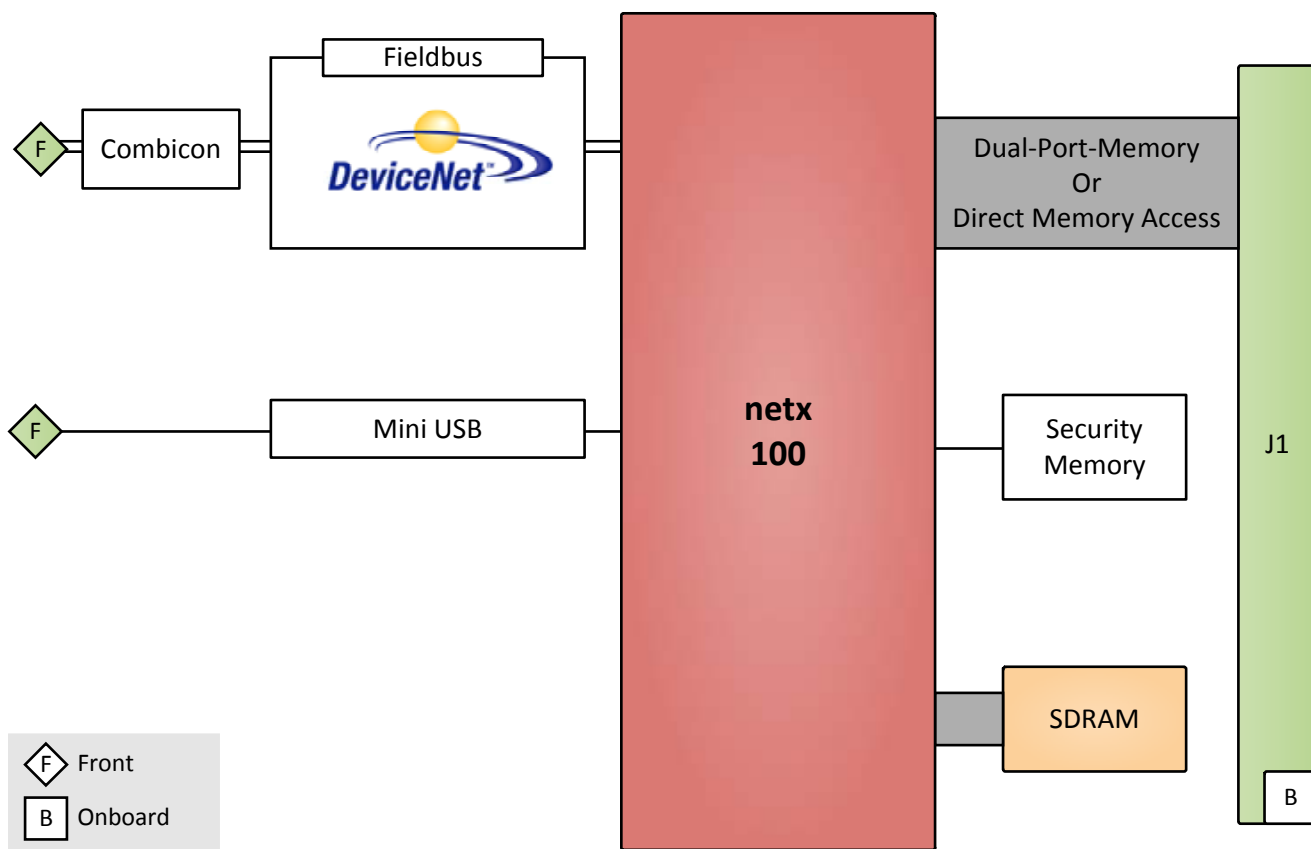 Fieldbus
F
Combicon
DeviceNet™
Dual-Port-Memory
Or
Direct Memory Access
F
Mini USB
netx
100
Security
Memory
J1
SDRAM
B
F Front
B Onboard